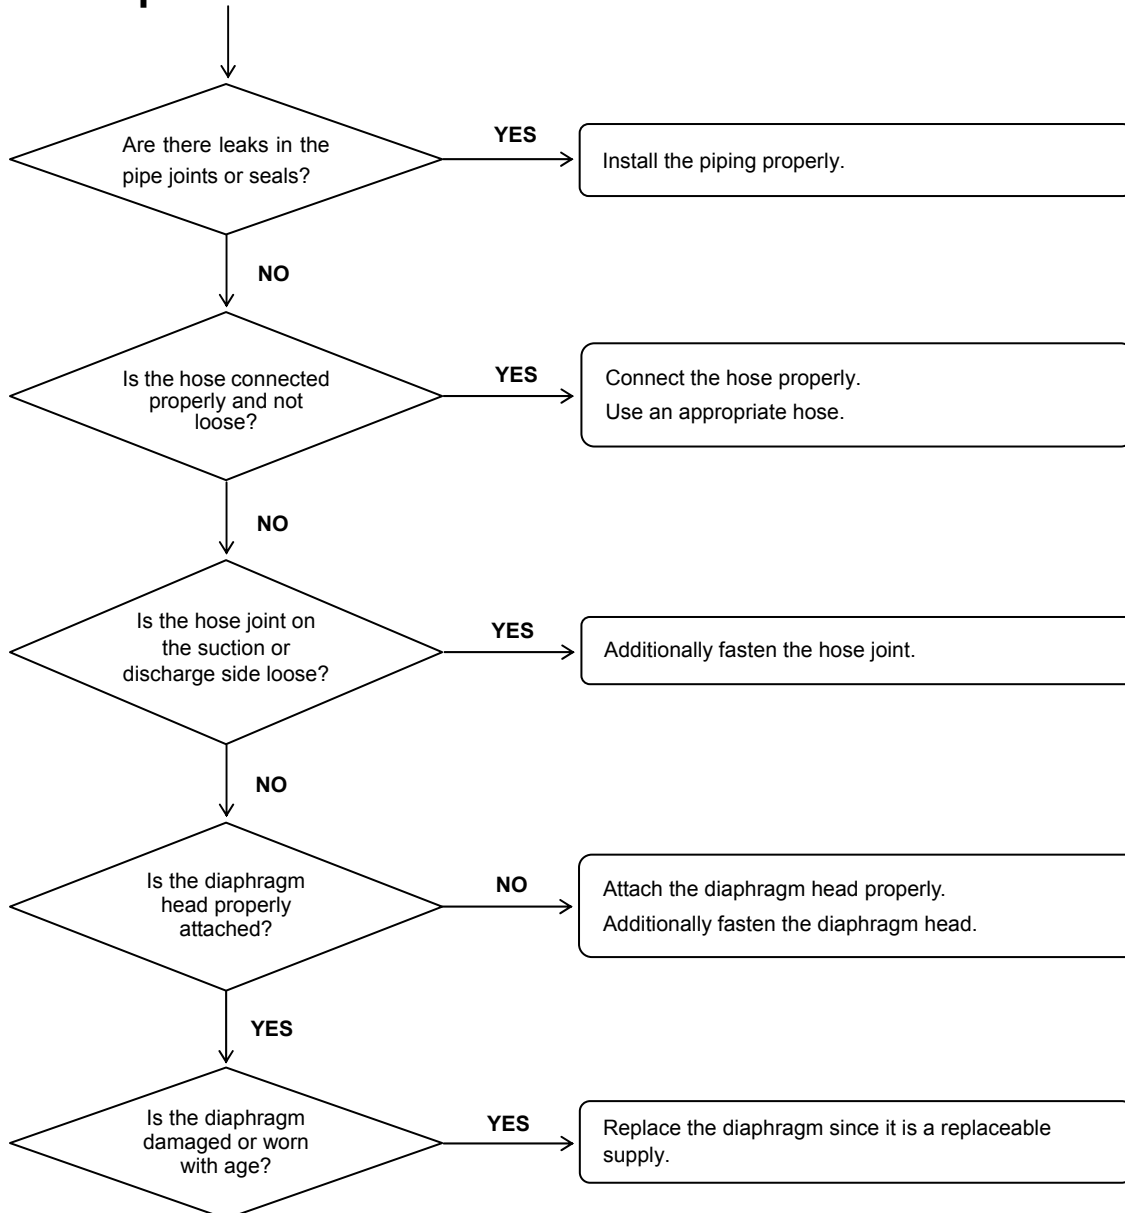 Are there leaks in the
pipe joints or seals?
YES
Install the piping properly.
NO
Is the hose connected
properly and not
loose?
YES
Connect the hose properly.
Use an appropriate hose.
NO
Is the hose joint on
the suction or
discharge side loose?
YES
Additionally fasten the hose joint.
NO
Is the diaphragm
head properly
attached?
NO
Attach the diaphragm head properly.
Additionally fasten the diaphragm head.
YES
Is the diaphragm
damaged or worn
with age?
YES
Replace the diaphragm since it is a replaceable
supply.